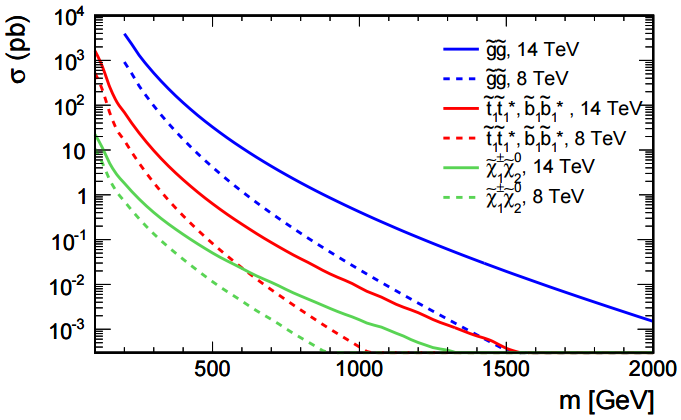 σ (pb)
10⁴
10³
10²
10
1
10⁻¹
10⁻²
10⁻³
g̃g̃, 14 TeV
g̃g̃, 8 TeV
t̃₁t̃₁*, b̃₁b̃₁* , 14 TeV
t̃₁t̃₁*, b̃₁b̃₁*, 8 TeV
χ̃₁±χ̃₂⁰, 14 TeV
χ̃₁±χ̃₂⁰, 8 TeV
500 1000 1500 2000
m [GeV]